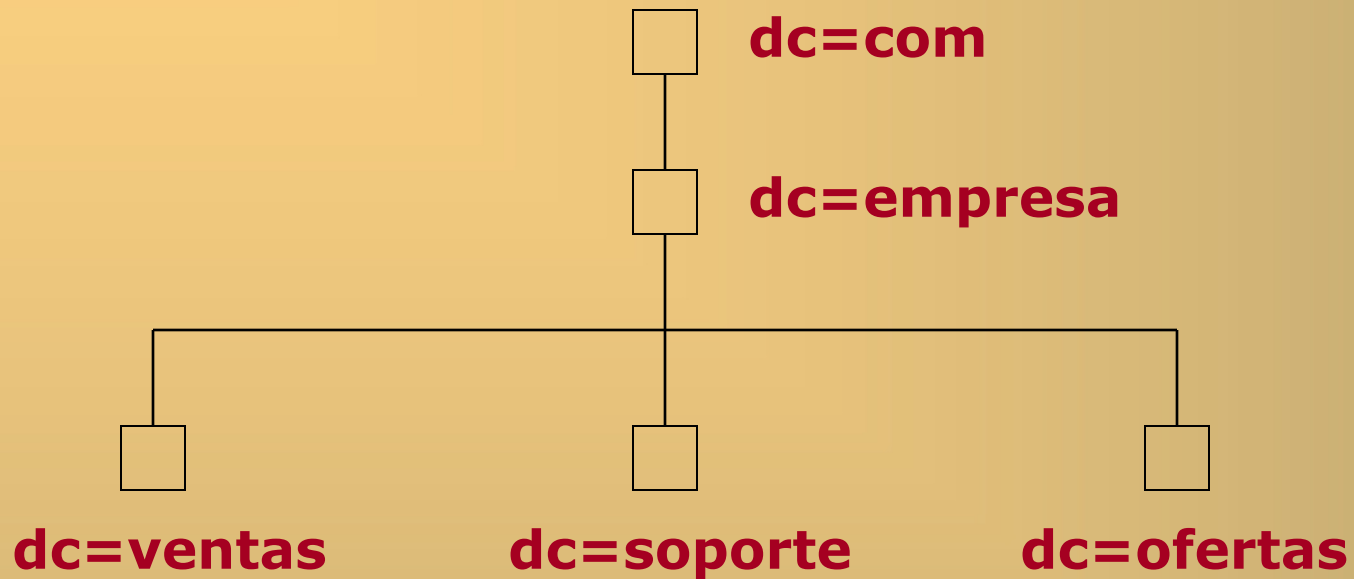 dc=com
dc=empresa
dc=ventas
dc=soporte
dc=ofertas